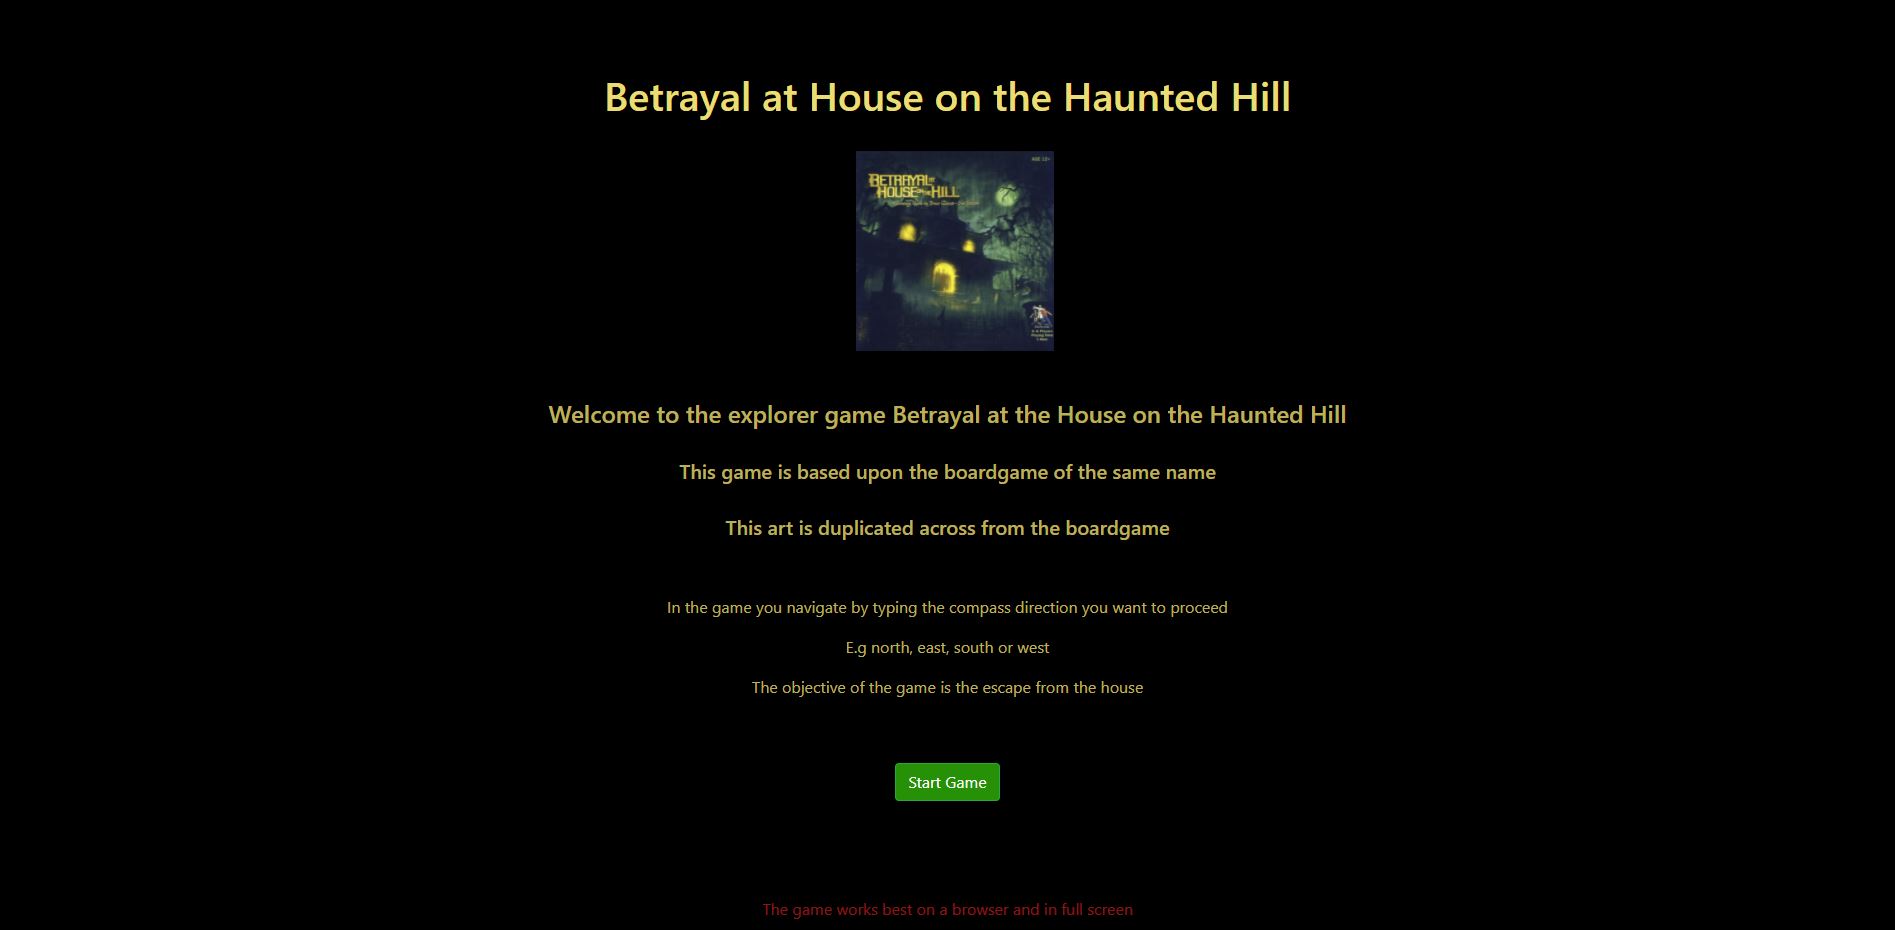 Betrayal at House on the Haunted Hill
AGE 12+
BETRAYAL AT
HOUSE ON THE HILL
Welcome to the explorer game Betrayal at the House on the Haunted Hill
This game is based upon the boardgame of the same name
This art is duplicated across from the boardgame
In the game you navigate by typing the compass direction you want to proceed
E.g north, east, south or west
The objective of the game is the escape from the house
Start Game
The game works best on a browser and in full screen